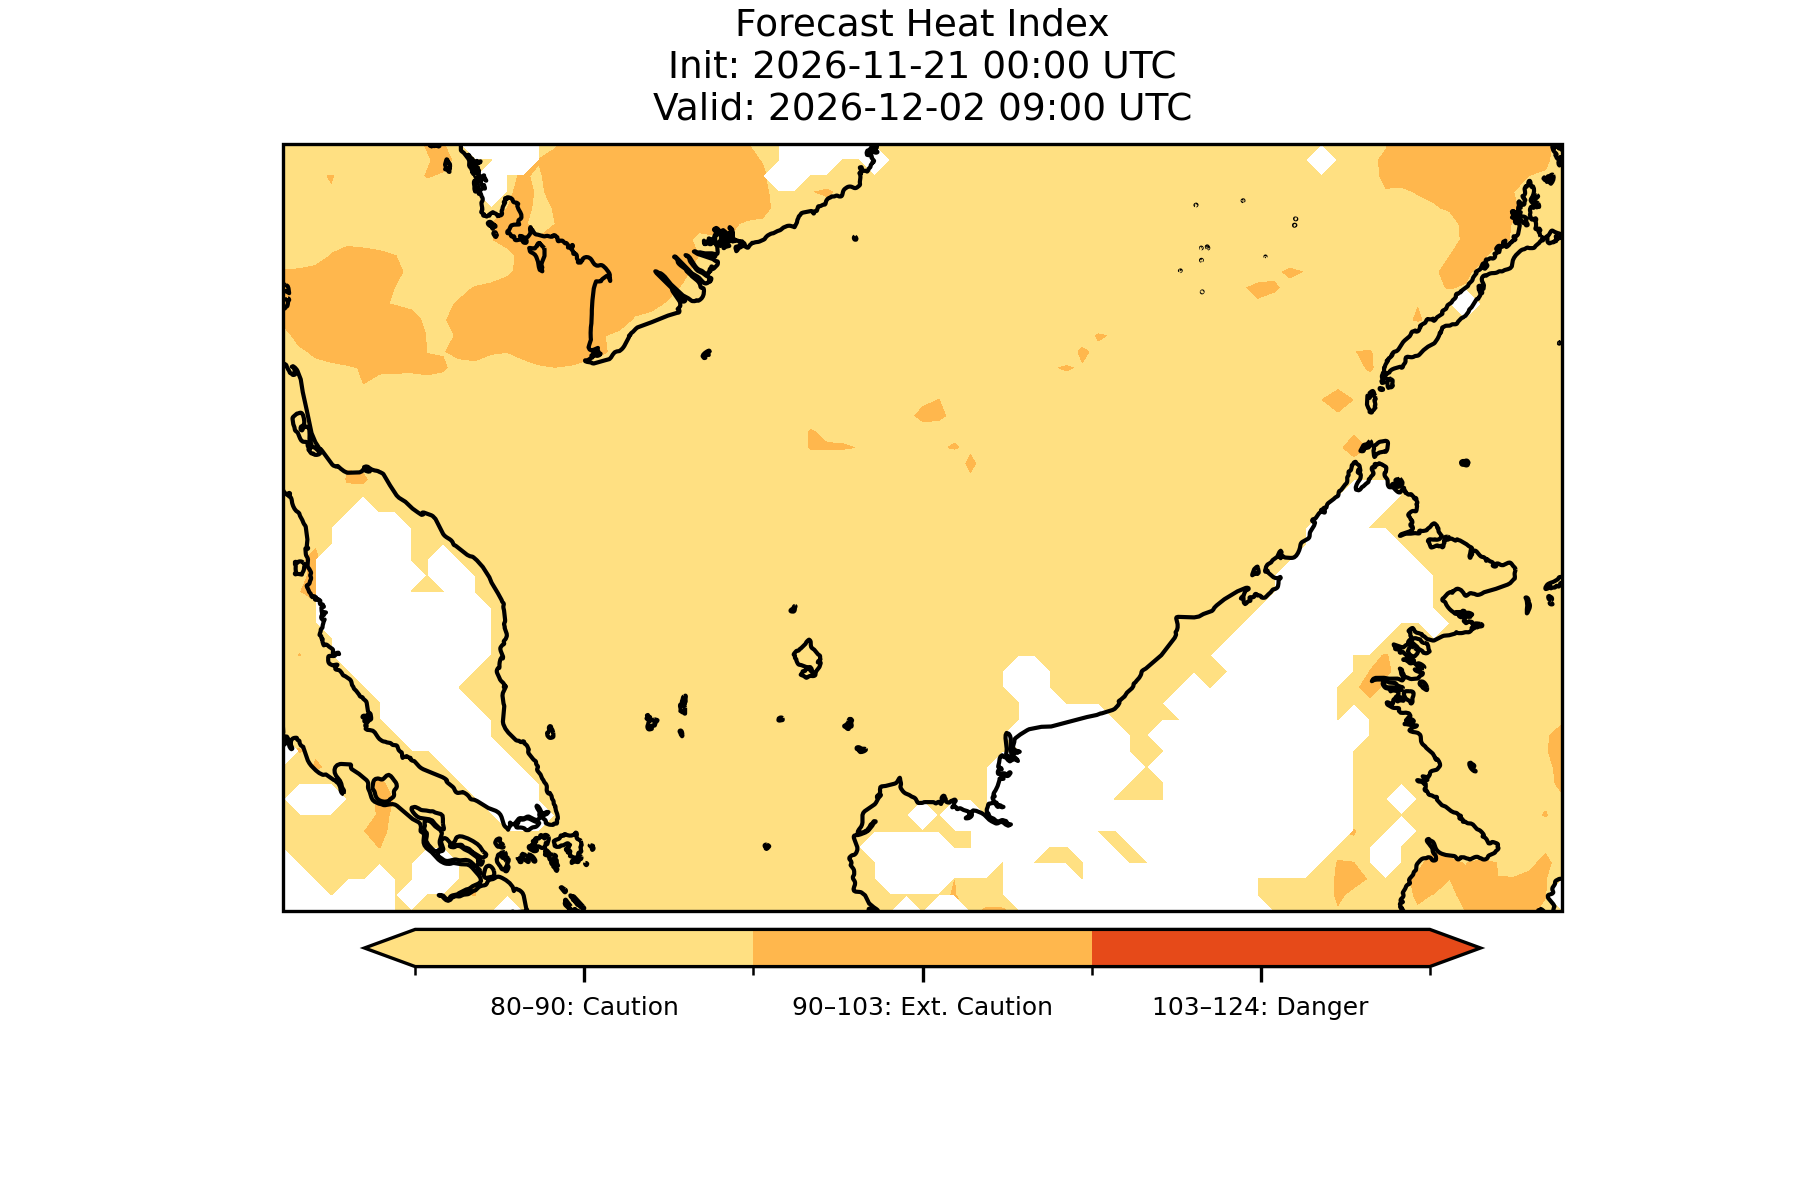 Forecast Heat Index
Init: 2026-11-21 00:00 UTC
Valid: 2026-12-02 09:00 UTC
80–90: Caution
90–103: Ext. Caution
103–124: Danger